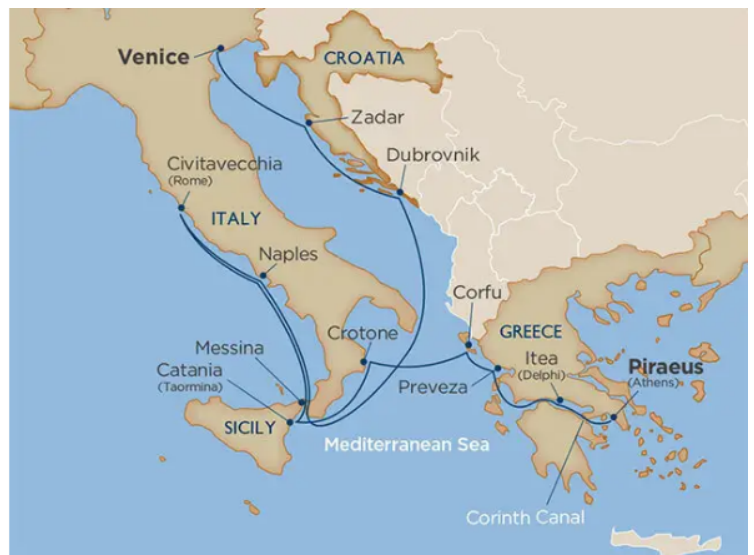 Venice
CROATIA
Zadar
Dubrovnik
Civitavecchia
(Rome)
ITALY
Naples
Corfu
Crotone
GREECE
Messina
Itea
(Delphi)
Piraeus
(Athens)
Catania
(Taormina)
Preveza
SICILY
Mediterranean Sea
Corinth Canal